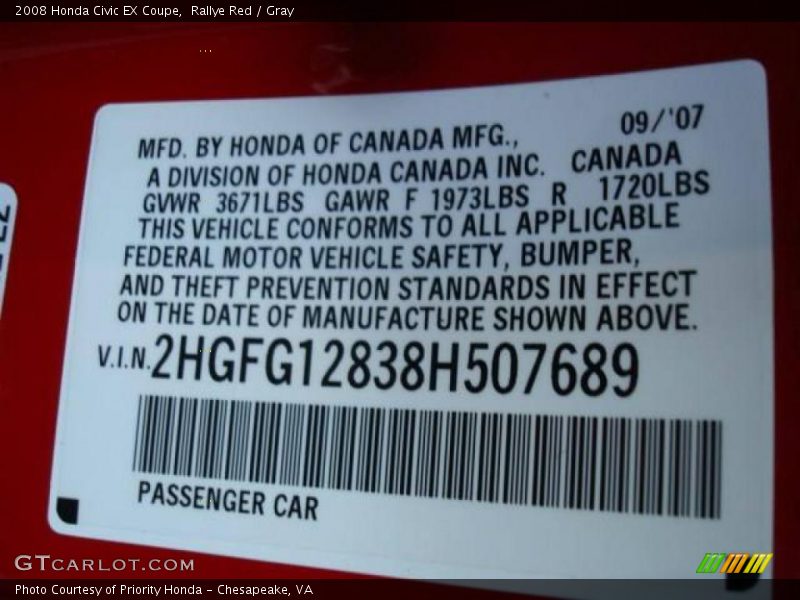 2008 Honda Civic EX Coupe,  Rallye Red / Gray
...
09/'07
MFD. BY HONDA OF CANADA MFG.,
A DIVISION OF HONDA CANADA INC.  CANADA
GVWR 3671LBS GAWR F 1973LBS R 1720LBS
THIS VEHICLE CONFORMS TO ALL APPLICABLE
FEDERAL MOTOR VEHICLE SAFETY, BUMPER,
AND THEFT PREVENTION STANDARDS IN EFFECT
ON THE DATE OF MANUFACTURE SHOWN ABOVE.
V.I.N.2HGFG12838H507689
PASSENGER CAR
GTCARLOT.COM
Photo Courtesy of Priority Honda - Chesapeake, VA